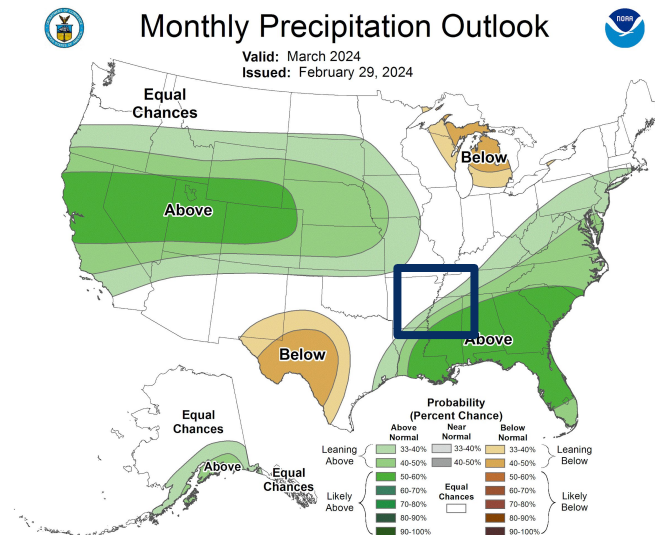 Monthly Precipitation Outlook
NOAA
Valid: March 2024
Issued: February 29, 2024
Equal
Chances
Below
Above
Above
Below
Equal
Chances
Above
Equal
Chances
Probability
(Percent Chance)
Above
Normal
Near
Normal
Below
Normal
Leaning
Above
33-40%
33-40%
33-40%
Leaning
Below
40-50%
40-50%
40-50%
Likely
Above
50-60%
Equal
Chances
50-60%
Likely
Below
60-70%
60-70%
70-80%
70-80%
80-90%
80-90%
90-100%
90-100%